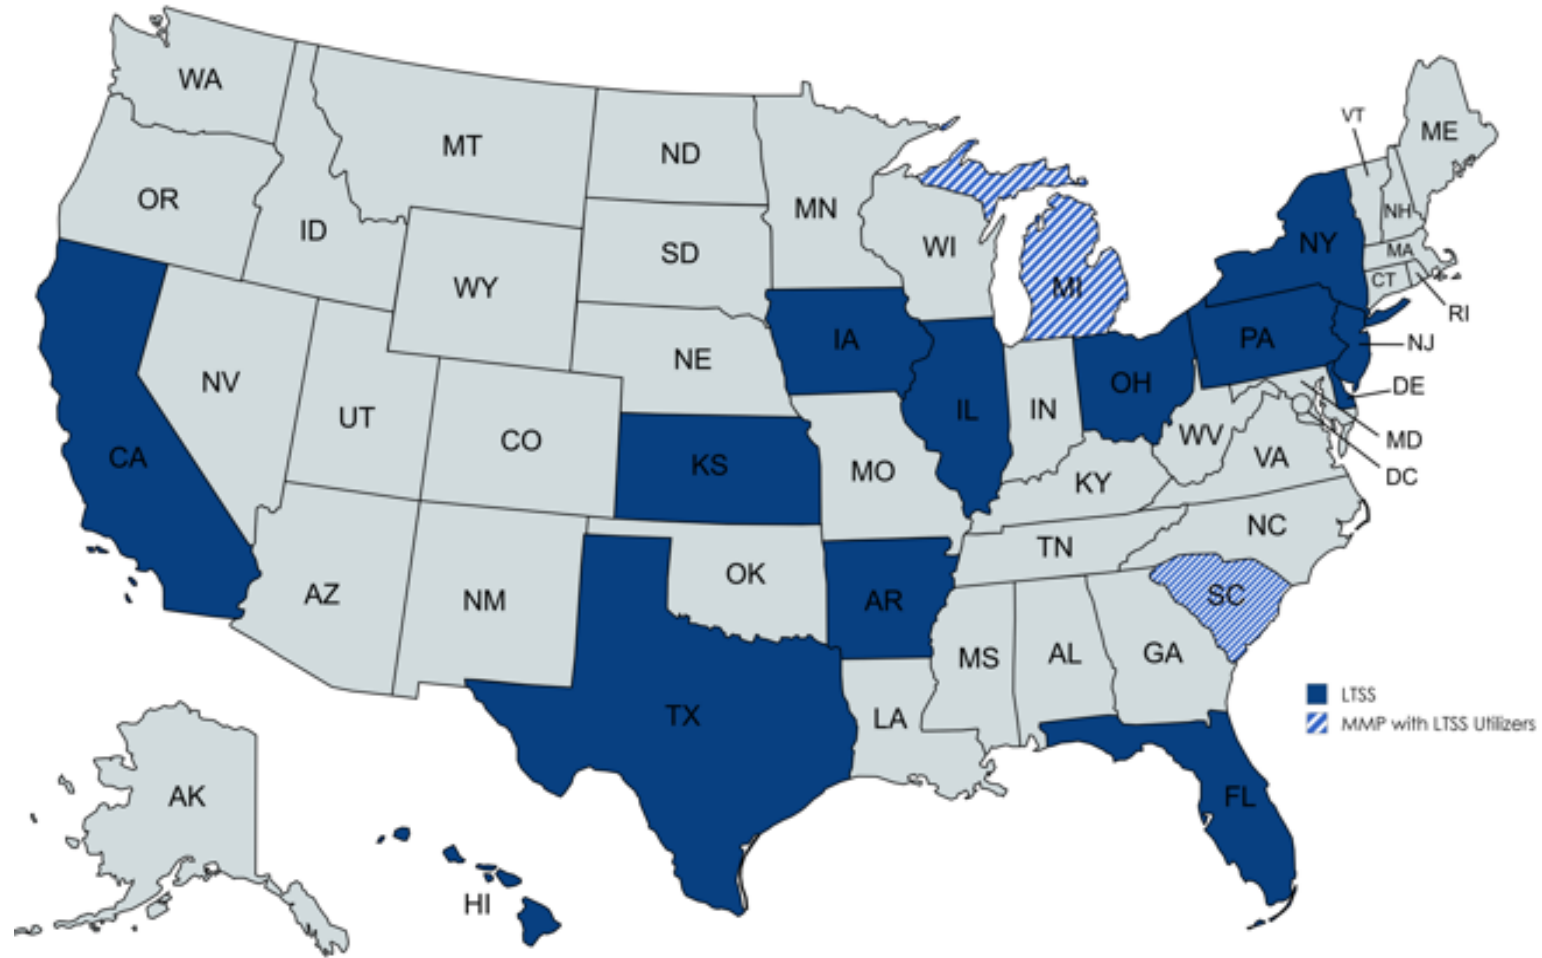 WA
VT
ME
MT
ND
OR
MN
NH
ID
WI
NY
SD
MA
CT
WY
MI
RI
IA
PA
NJ
NE
NV
OH
DE
IL
IN
UT
CO
MD
WV
CA
KS
MO
VA
DC
KY
NC
TN
OK
AZ
NM
AR
SC
MS
AL
GA
LTSS
TX
LA
MMP with LTSS Utilizers
AK
FL
HI